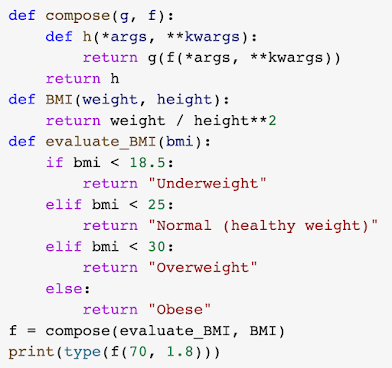 def compose(g, f):
    def h(*args, **kwargs):
        return g(f(*args, **kwargs))
    return h
def BMI(weight, height):
    return weight / height**2
def evaluate_BMI(bmi):
    if bmi < 18.5:
        return "Underweight"
    elif bmi < 25:
        return "Normal (healthy weight)"
    elif bmi < 30:
        return "Overweight"
    else:
        return "Obese"
f = compose(evaluate_BMI, BMI)
print(type(f(70, 1.8)))